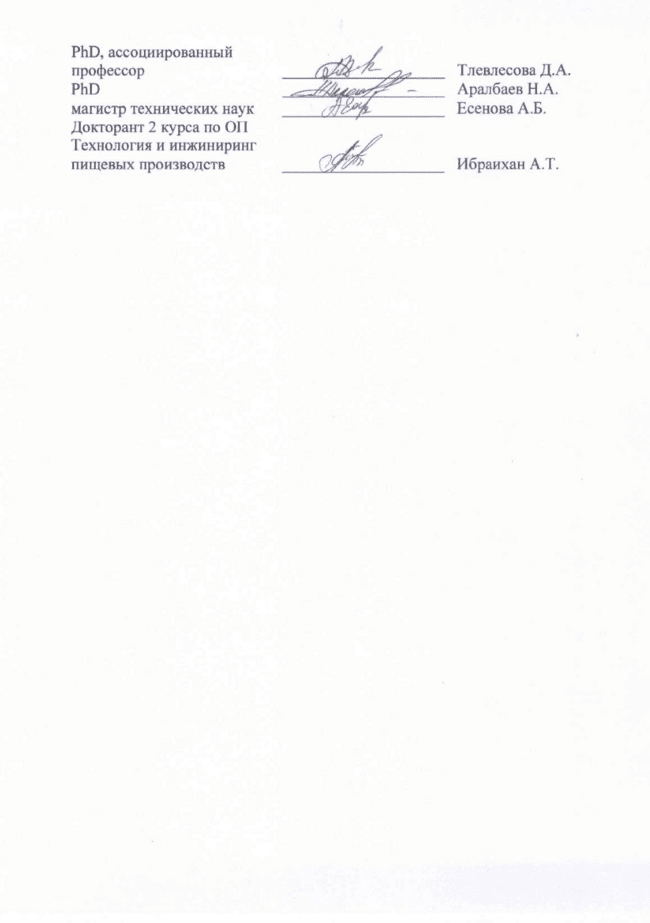 PhD, ассоциированный
профессор Тлевлесова Д.А.
PhD Аралбаев Н.А.
магистр технических наук Есенова А.Б.
Докторант 2 курса по ОП
Технология и инжиниринг
пищевых производств Ибраихан А.Т.